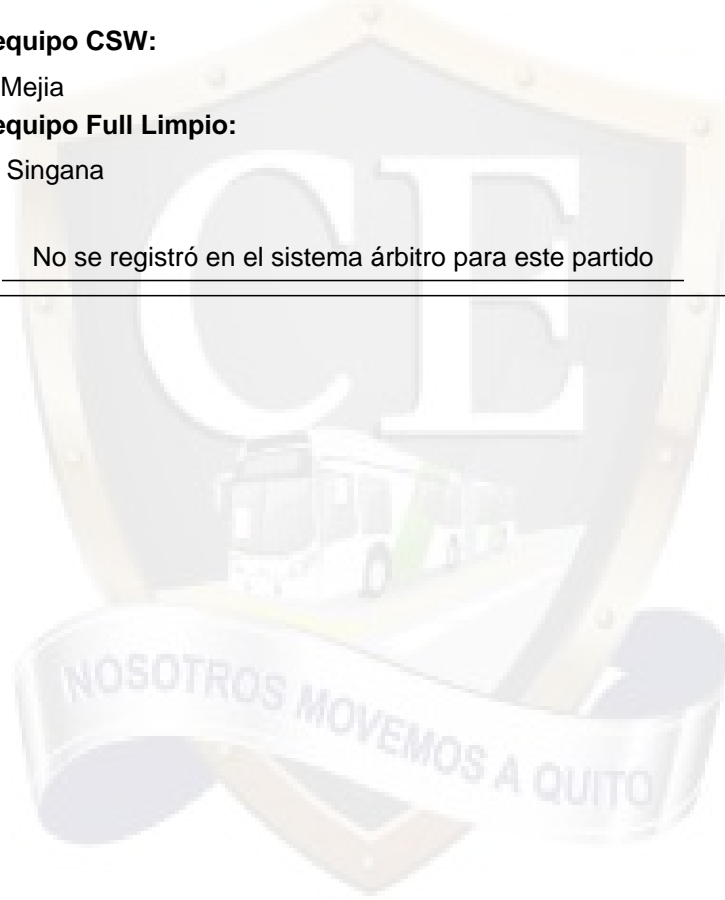 equipo CSW:
Mejia
equipo Full Limpio:
Singana
No se registró en el sistema árbitro para este partido
CE
NOSOTROS MOVEMOS A QUITO